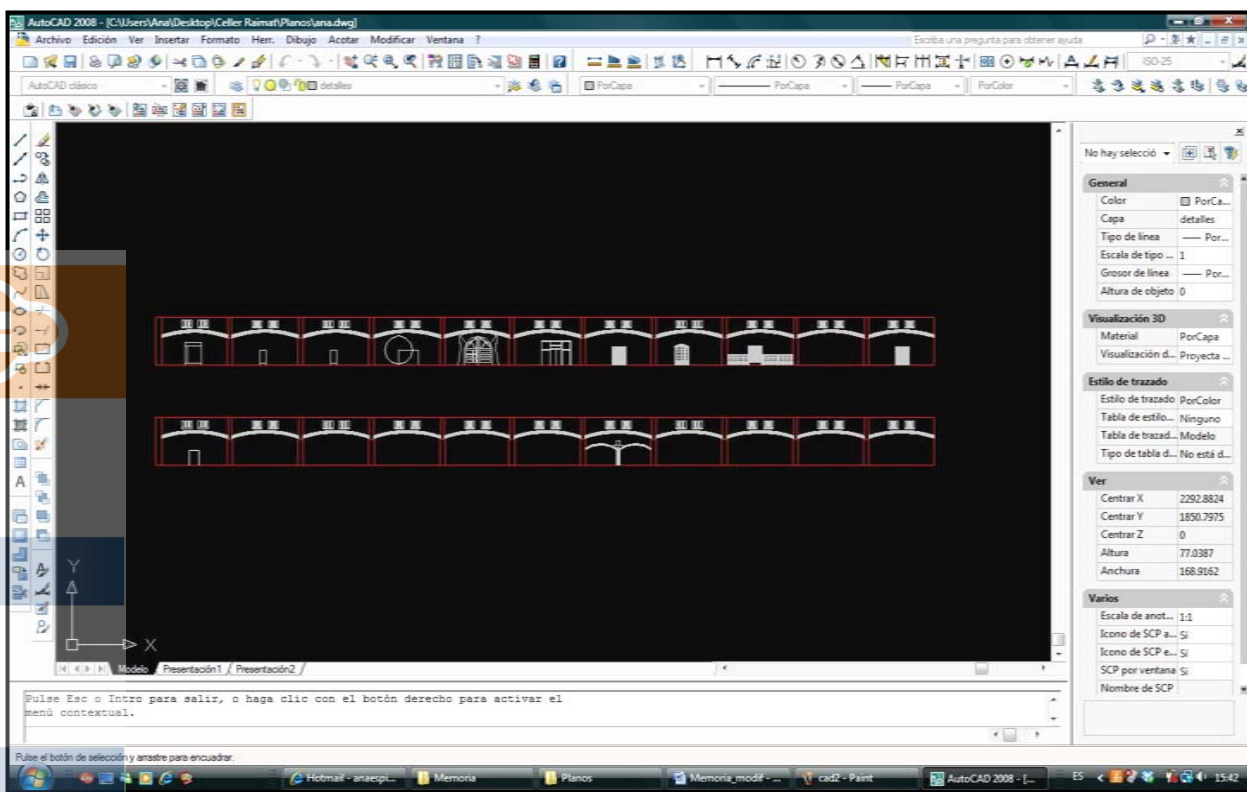 AutoCAD 2008 - [C:\Users\Ana\Desktop\Celler Raimat\Planos\ana.dwg]
Archivo Edición Ver Insertar Formato Herr. Dibujo Acotar Modificar Ventana ? Escriba una pregunta para obtener ayuda
ISO-25
AutoCAD clásico detalles PorCapa PorCapa PorCapa PorColor
No hay selecció
General
Color PorCa...
Capa detalles
Tipo de línea Por...
Escala de tipo ... 1
Grosor de línea Por...
Altura de objeto 0
Visualización 3D
Material PorCapa
Visualización d... Proyecta ...
Estilo de trazado
Estilo de trazado PorColor
Tabla de estilo... Ninguno
Tabla de trazad... Modelo
Tipo de tabla d... No está d...
Ver
Centrar X 2292.8824
Centrar Y 1850.7975
Centrar Z 0
Altura 77.0387
Anchura 168.9162
Varios
Escala de anot... 1:1
Icono de SCP a... Sí
Icono de SCP e... Sí
SCP por ventana Sí
Nombre de SCP
Y
X
Modelo Presentación1 Presentación2
Pulse Esc o Intro para salir, o haga clic con el botón derecho para activar el
menú contextual.
Pulse el botón de selección y arrastre para encuadrar.
Hotmail - anaespi... Memoria Planos Memoria_modif - ... cad2 - Paint AutoCAD 2008 - [... ES 15:42